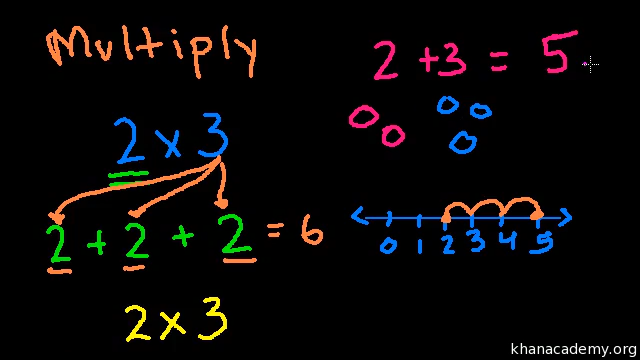 Multiply
2 x 3
2 + 2 + 2 = 6
2 x 3
2 + 3 = 5
0 1 2 3 4 5
khanacademy.org